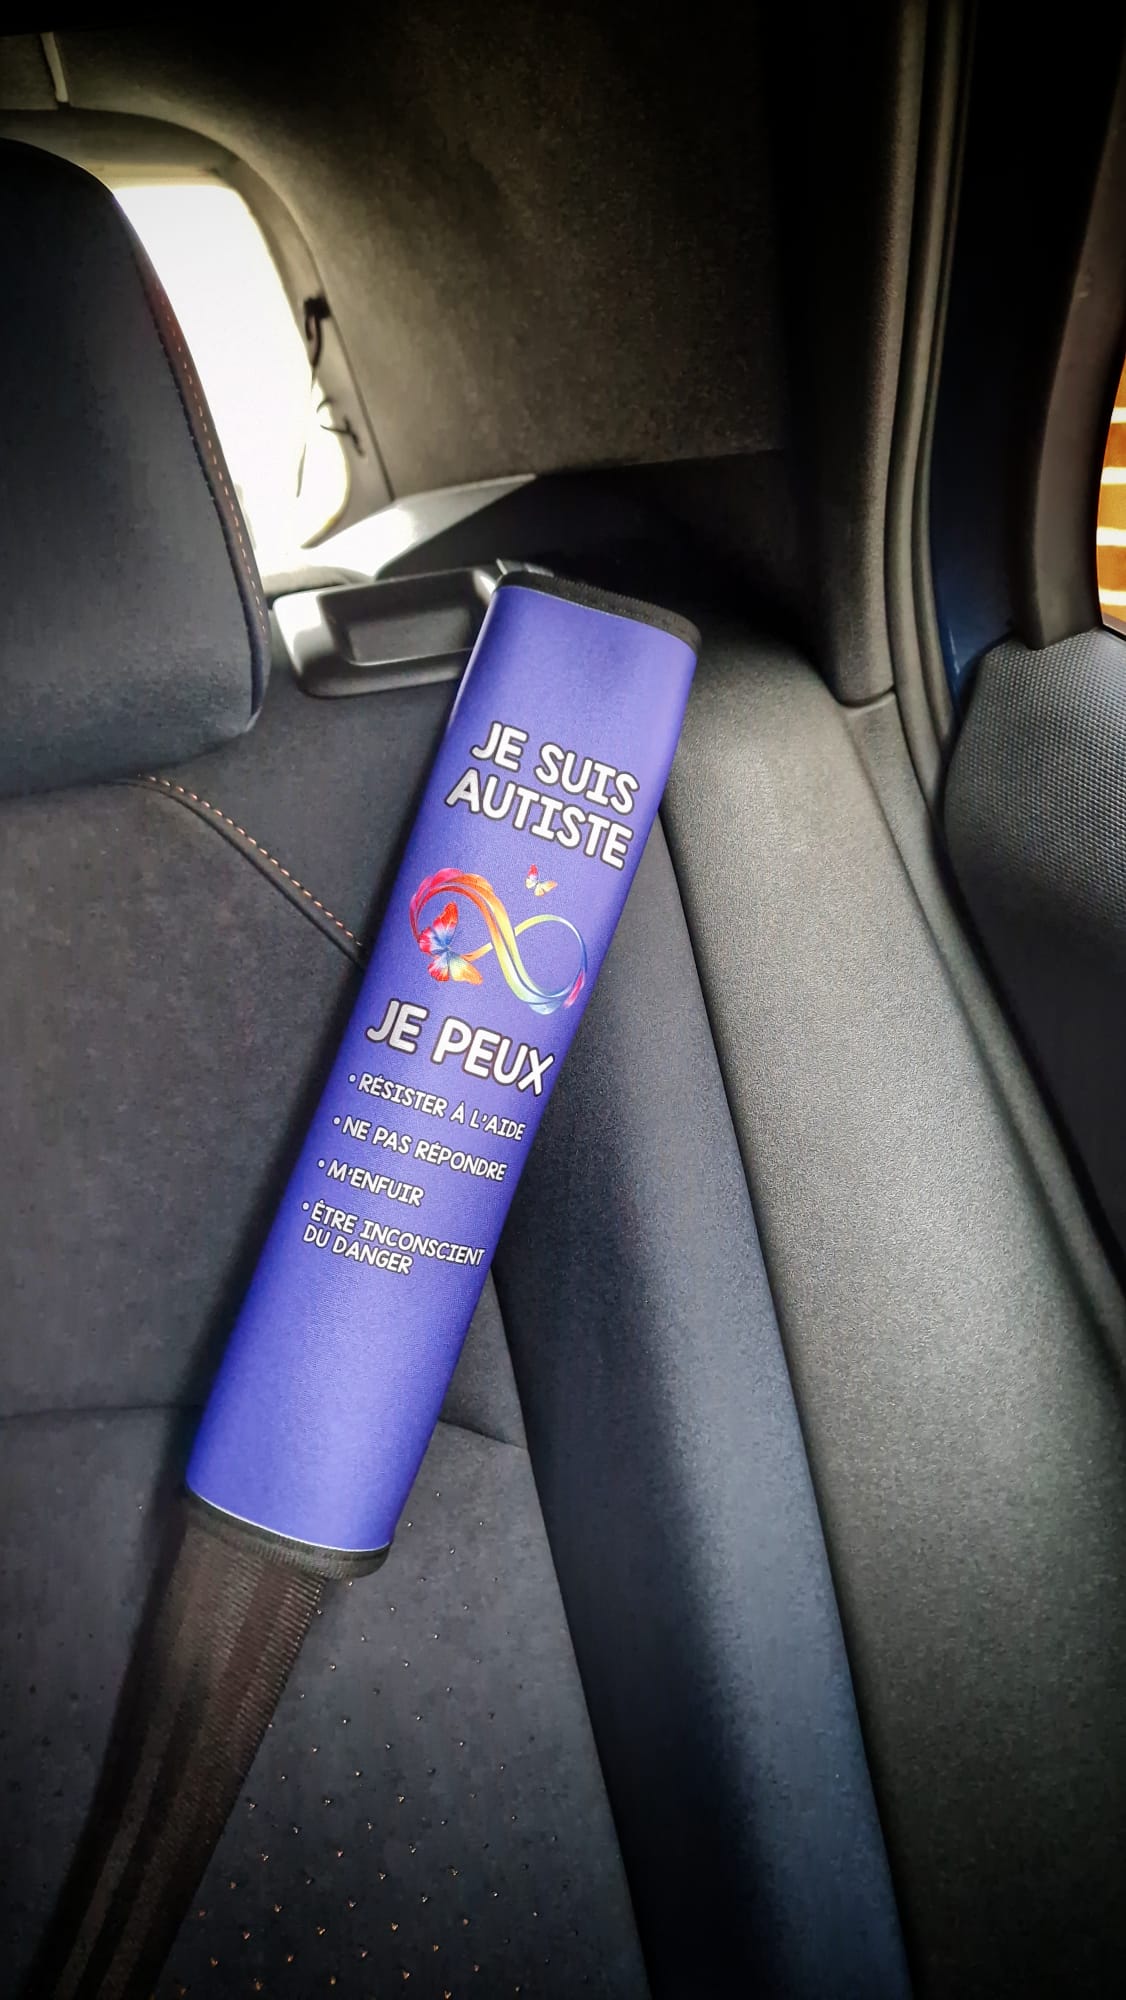 JE SUIS
AUTISTE
JE PEUX
• RÉSISTER À L'AIDE
• NE PAS RÉPONDRE
• M'ENFUIR
• ÊTRE INCONSCIENT
DU DANGER